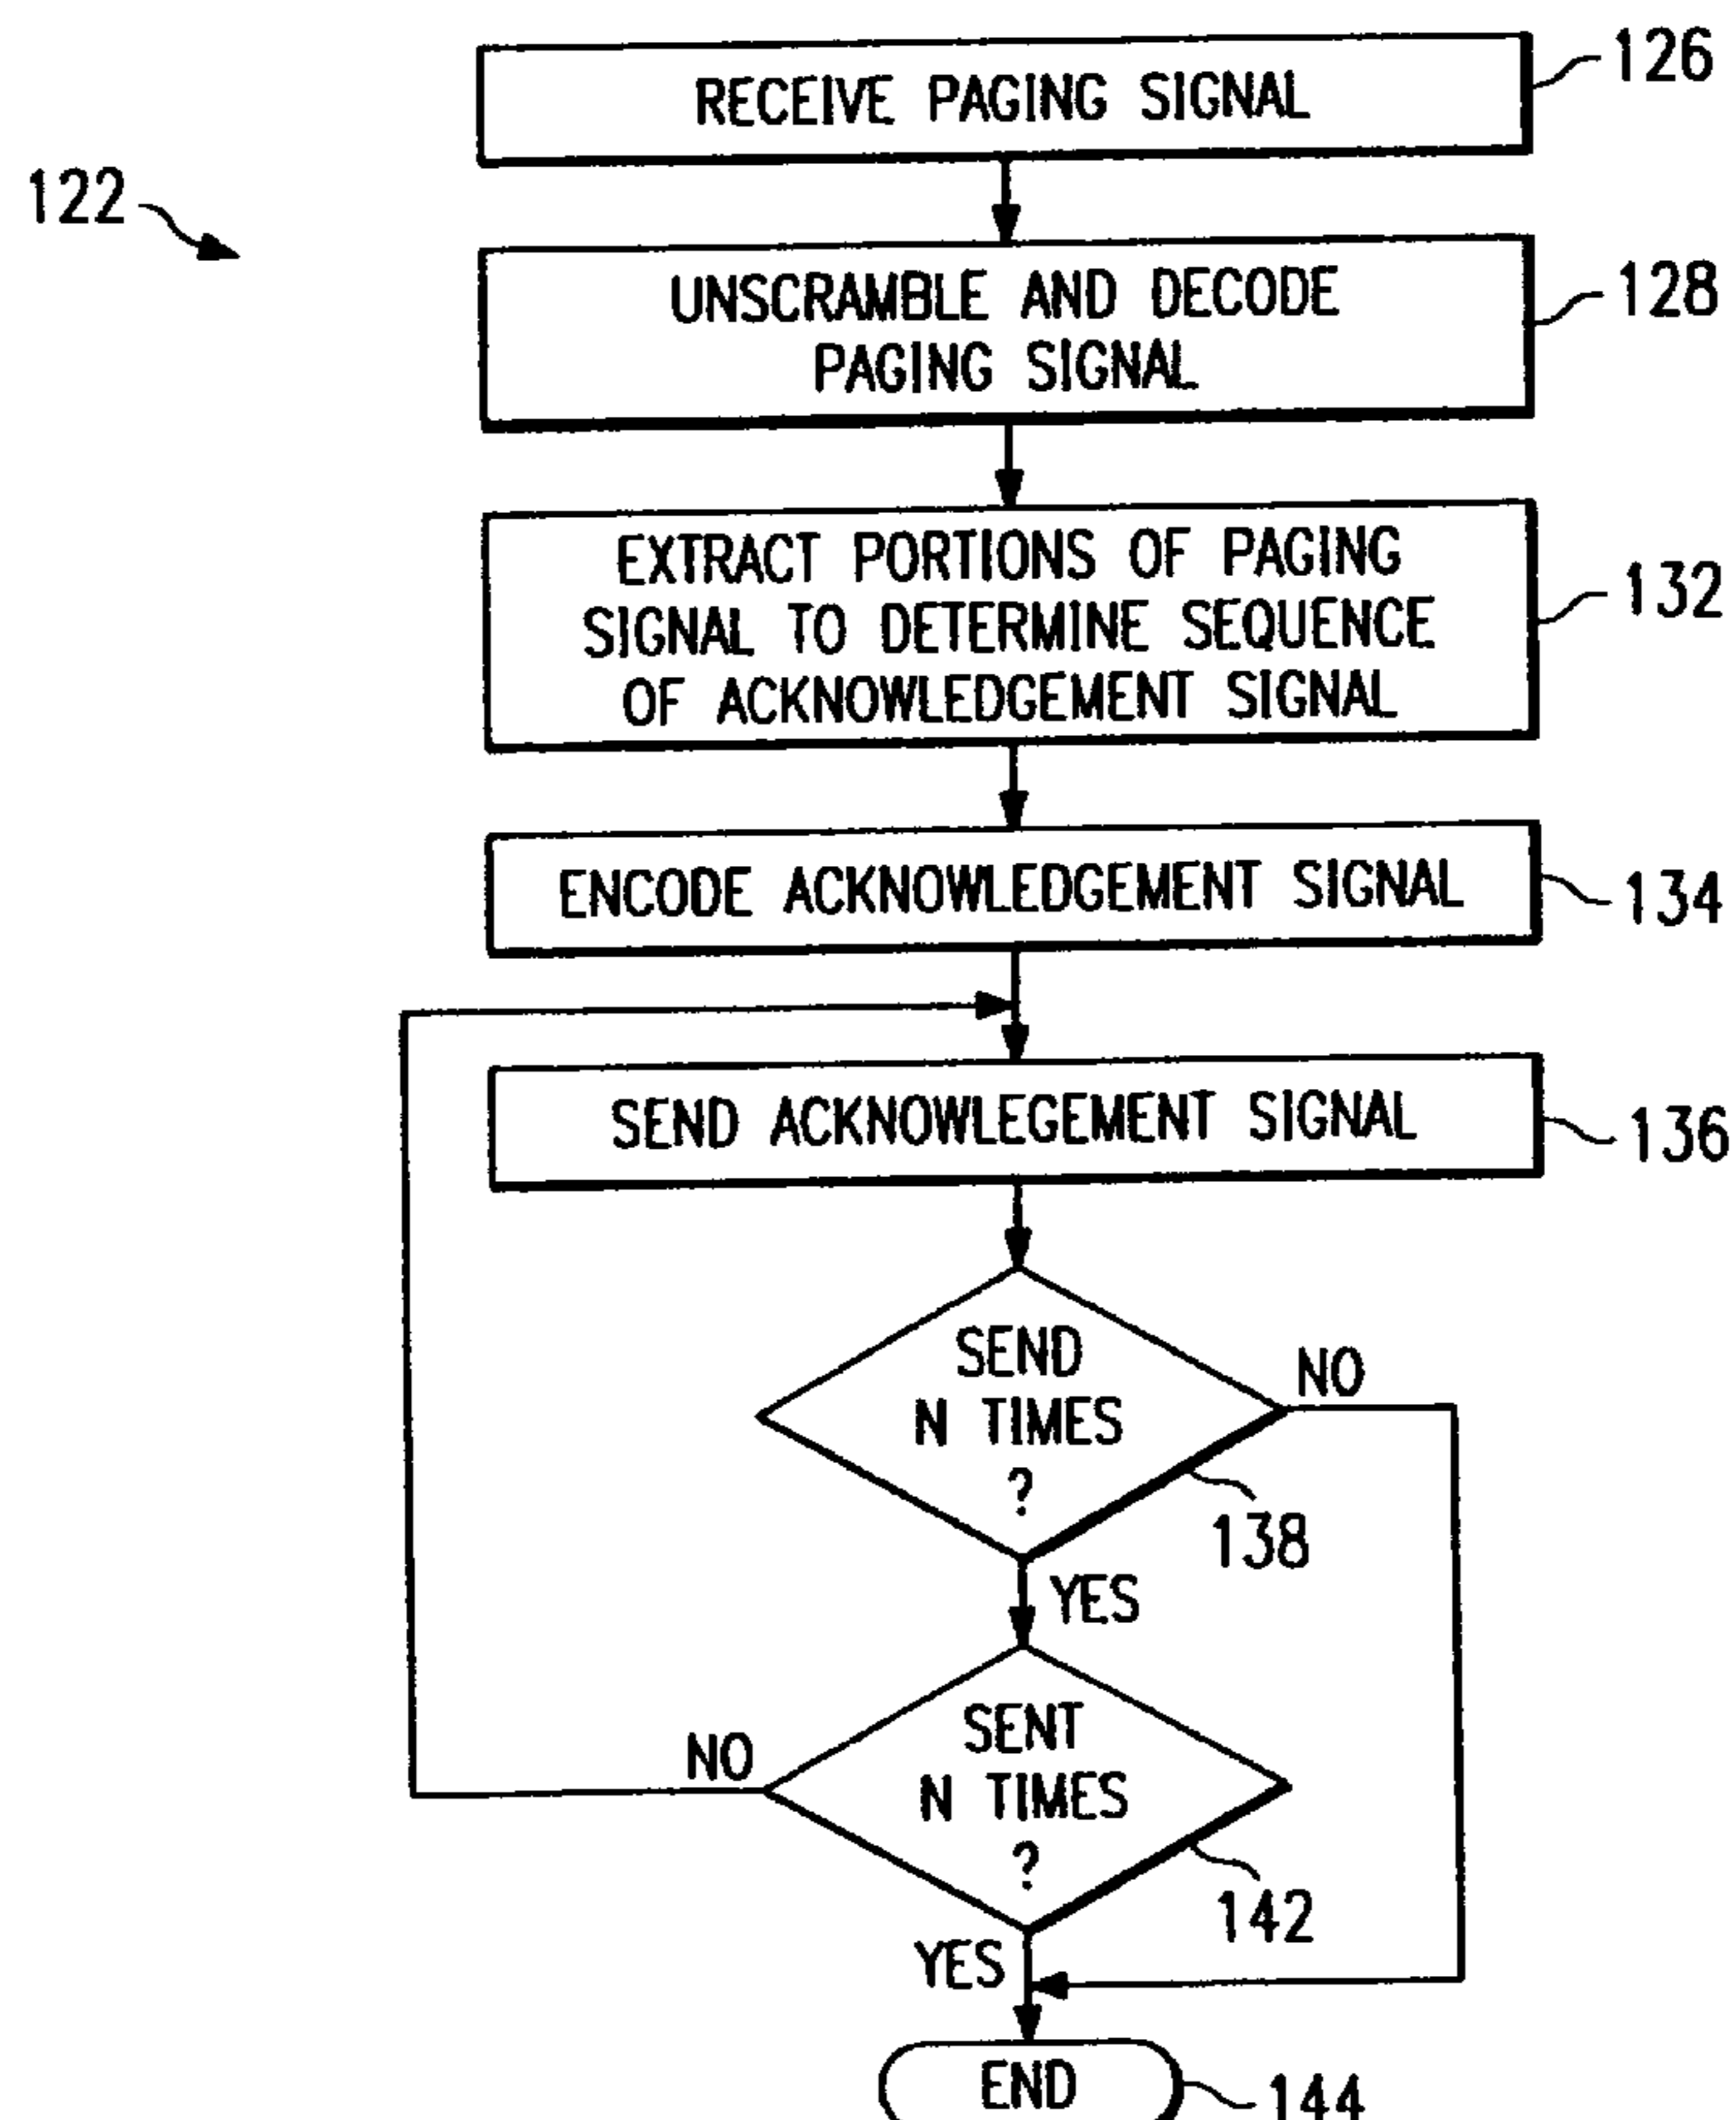 RECEIVE PAGING SIGNAL
126
122
UNSCRAMBLE AND DECODE
PAGING SIGNAL
128
EXTRACT PORTIONS OF PAGING
SIGNAL TO DETERMINE SEQUENCE
OF ACKNOWLEDGEMENT SIGNAL
132
ENCODE ACKNOWLEDGEMENT SIGNAL
134
SEND ACKNOWLEGEMENT SIGNAL
136
SEND
N TIMES
?
NO
138
YES
SENT
N TIMES
?
NO
142
YES
END
144